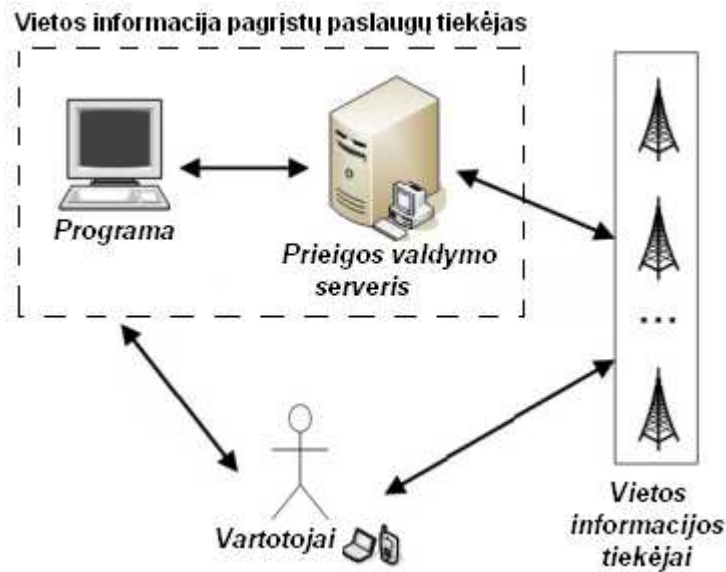 Vietos informacija pagrįstų paslaugų tiekėjas
Programa
Prieigos valdymo
serveris
...
Vartotojai
Vietos
informacijos
tiekėjai